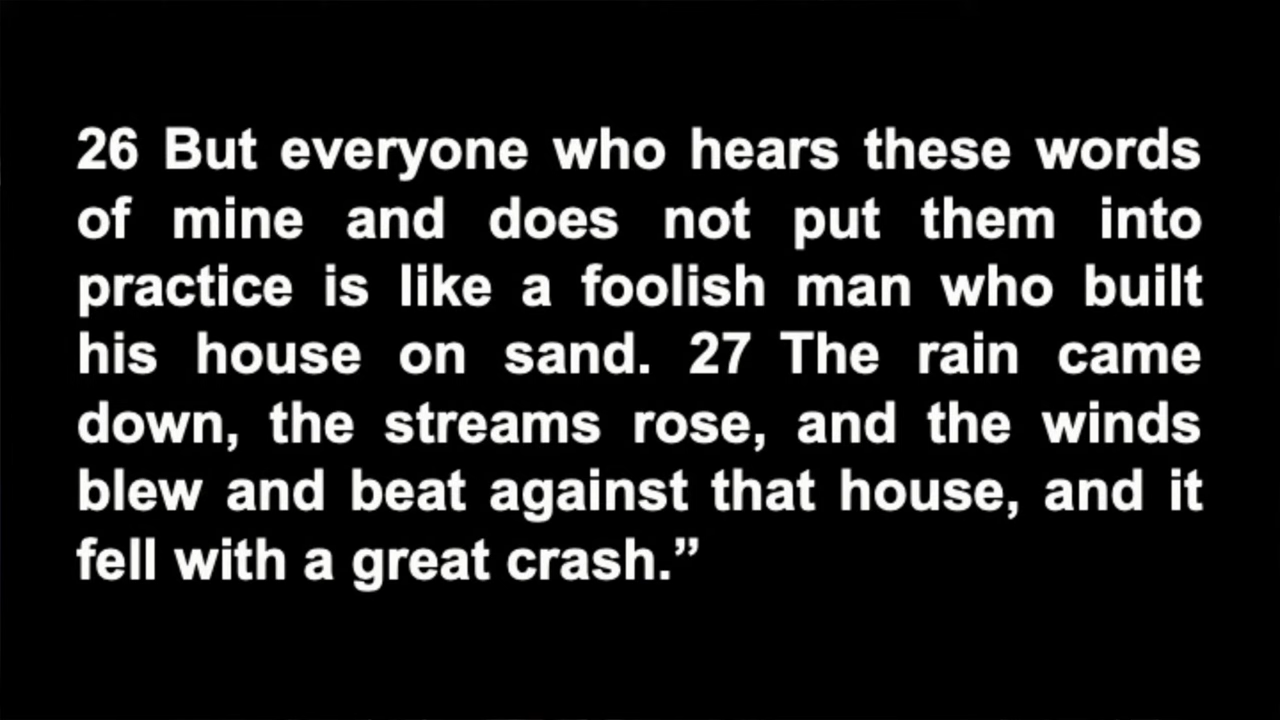 26 But everyone who hears these words
of mine and does not put them into
practice is like a foolish man who built
his house on sand. 27 The rain came
down, the streams rose, and the winds
blew and beat against that house, and it
fell with a great crash.”